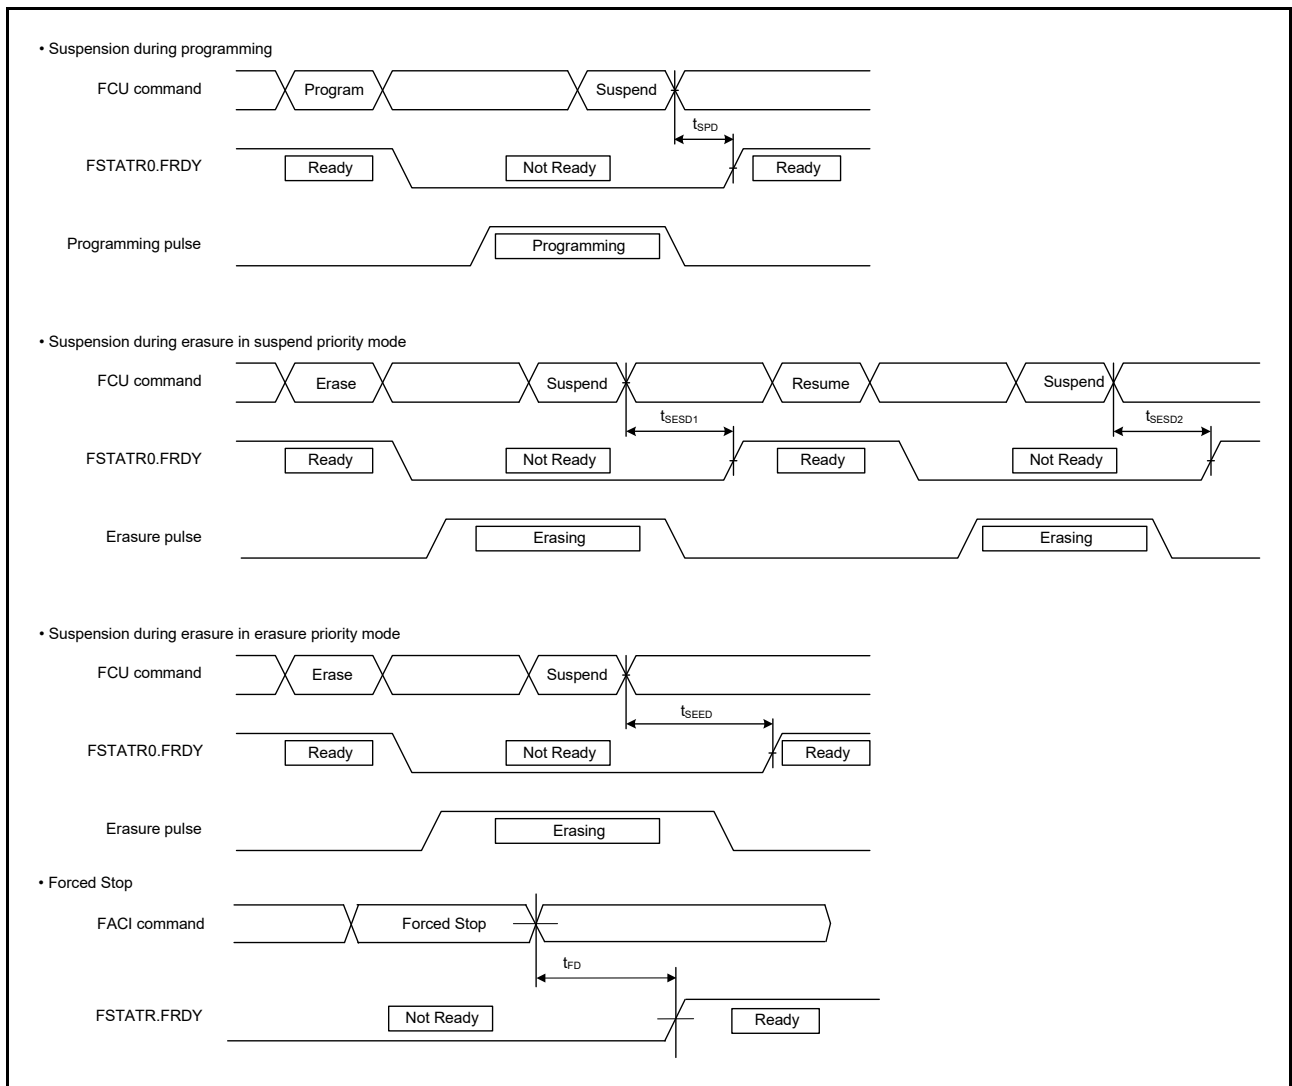 • Suspension during programming
FCU command
Program
Suspend
tSPD
FSTATR0.FRDY
Ready
Not Ready
Ready
Programming pulse
Programming
• Suspension during erasure in suspend priority mode
FCU command
Erase
Suspend
Resume
Suspend
tSESD1
tSESD2
FSTATR0.FRDY
Ready
Not Ready
Ready
Not Ready
Erasure pulse
Erasing
Erasing
• Suspension during erasure in erasure priority mode
FCU command
Erase
Suspend
tSEED
FSTATR0.FRDY
Ready
Not Ready
Ready
Erasure pulse
Erasing
• Forced Stop
FACI command
Forced Stop
tFD
FSTATR.FRDY
Not Ready
Ready